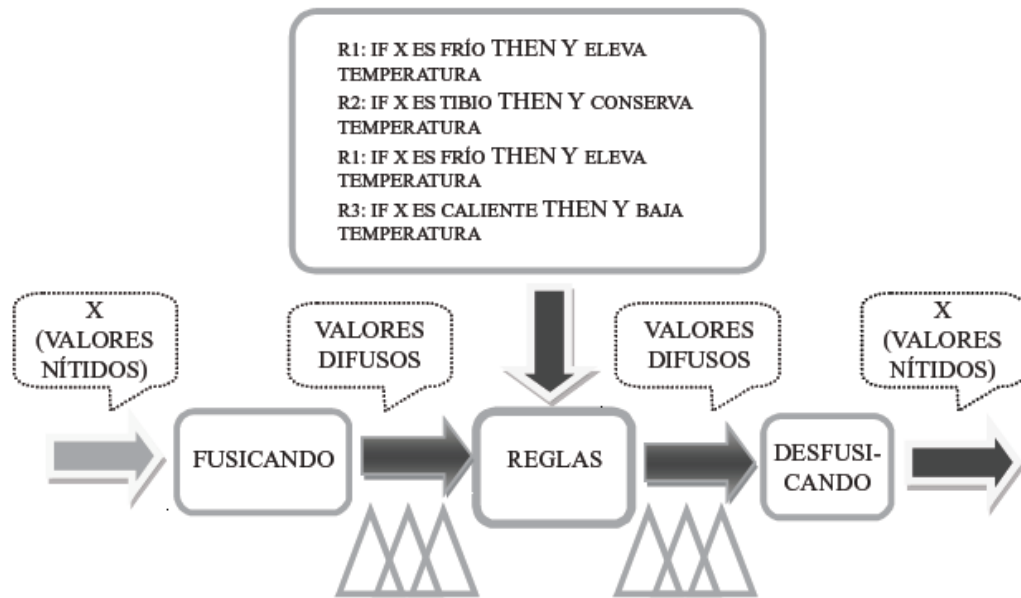 R1: IF X ES FRÍO THEN Y ELEVA
TEMPERATURA
R2: IF X ES TIBIO THEN Y CONSERVA
TEMPERATURA
R1: IF X ES FRÍO THEN Y ELEVA
TEMPERATURA
R3: IF X ES CALIENTE THEN Y BAJA
TEMPERATURA
X
(VALORES
NÍTIDOS)
VALORES
DIFUSOS
VALORES
DIFUSOS
X
(VALORES
NÍTIDOS)
FUSICANDO
REGLAS
DESFUSI-
CANDO